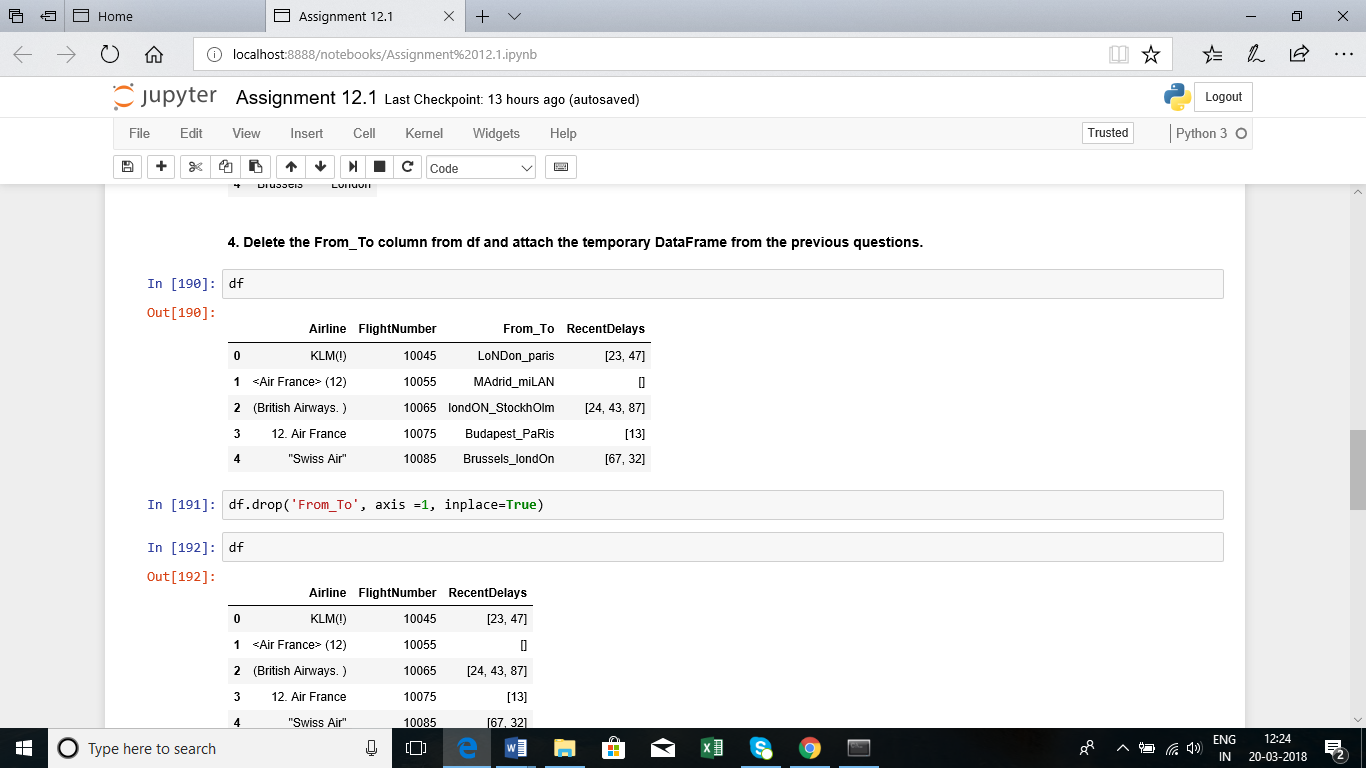 Home
Assignment 12.1
localhost:8888/notebooks/Assignment%2012.1.ipynb
jupyter Assignment 12.1 Last Checkpoint: 13 hours ago (autosaved)
Logout
File Edit View Insert Cell Kernel Widgets Help
Trusted
Python 3
Code
4 Brussels London
4. Delete the From_To column from df and attach the temporary DataFrame from the previous questions.
In [190]: df
Out[190]:
Airline FlightNumber From_To RecentDelays
0 KLM(!) 10045 LoNDon_paris [23, 47]
1 <Air France> (12) 10055 MAdrid_miLAN []
2 (British Airways. ) 10065 londON_StockhOlm [24, 43, 87]
3 12. Air France 10075 Budapest_PaRis [13]
4 "Swiss Air" 10085 Brussels_londOn [67, 32]
In [191]: df.drop('From_To', axis =1, inplace=True)
In [192]: df
Out[192]:
Airline FlightNumber RecentDelays
0 KLM(!) 10045 [23, 47]
1 <Air France> (12) 10055 []
2 (British Airways. ) 10065 [24, 43, 87]
3 12. Air France 10075 [13]
4 "Swiss Air" 10085 [67, 32]
Type here to search
ENG
IN
12:24
20-03-2018
2